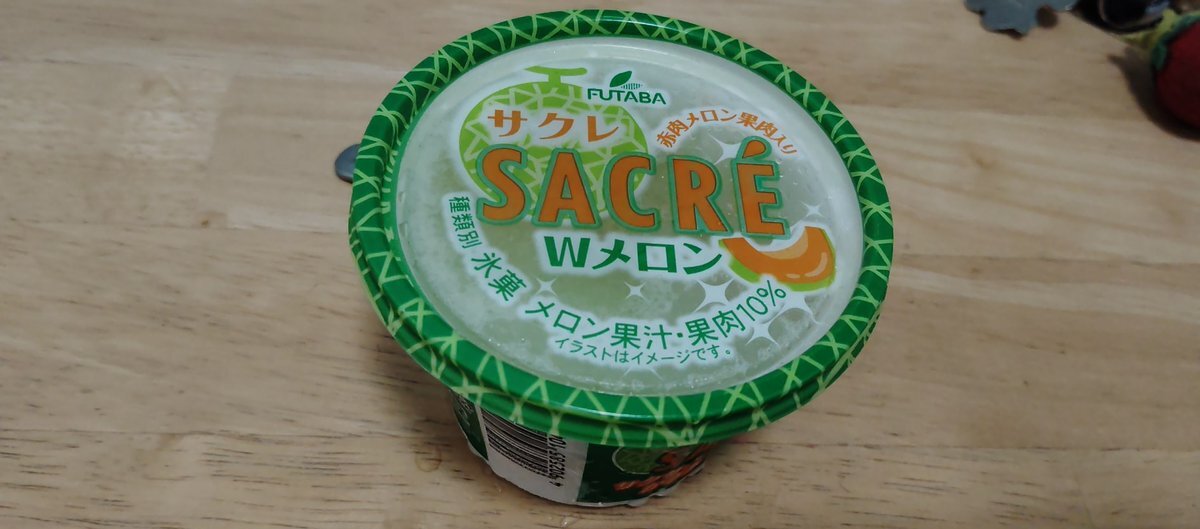 FUTABA
サクレ
赤肉メロン果肉入り
SACRÉ
Wメロン
種類別 氷菓 メロン果汁・果肉10%
イラストはイメージです。